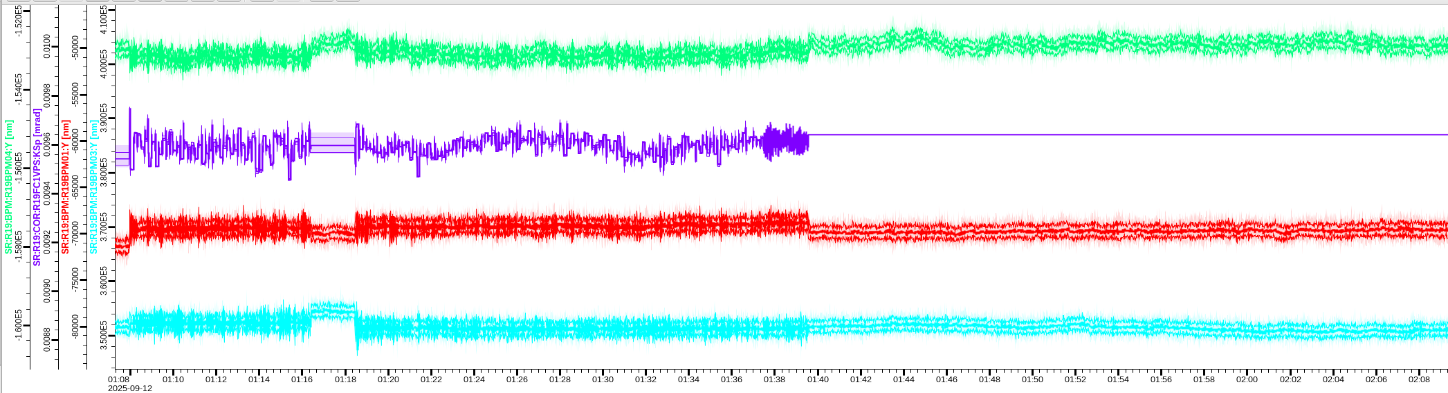 SR:R19:BPM:R19BPM04:Y [nm]
-1.520E5
-1.540E5
-1.560E5
-1.580E5
-1.600E5
SR:R19:COR:R19FC1VPS:KSp [mrad]
0.0100
0.0098
0.0096
0.0094
0.0092
0.0090
0.0088
SR:R19:BPM:R19BPM01:Y [nm]
-50000
-55000
-60000
-65000
-70000
-75000
-80000
SR:R19:BPM:R19BPM03:Y [nm]
4.100E5
4.000E5
3.900E5
3.800E5
3.700E5
3.600E5
3.500E5
01:08 01:10 01:12 01:14 01:16 01:18 01:20 01:22 01:24 01:26 01:28 01:30 01:32 01:34 01:36 01:38 01:40 01:42 01:44 01:46 01:48 01:50 01:52 01:54 01:56 01:58 02:00 02:02 02:04 02:06 02:08
2025-09-12